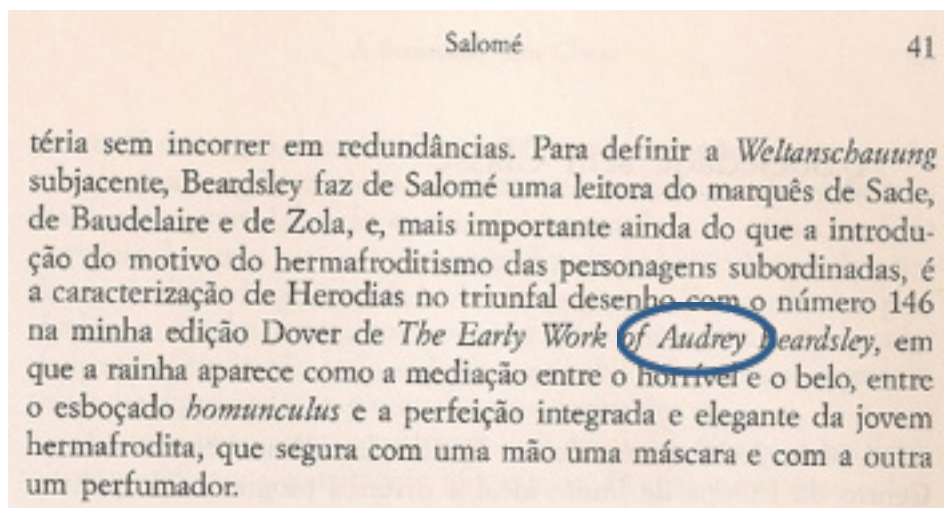 Salomé 41
téria sem incorrer em redundâncias. Para definir a Weltanschauung
subjacente, Beardsley faz de Salomé uma leitora do marquês de Sade,
de Baudelaire e de Zola, e, mais importante ainda do que a introdu-
ção do motivo do hermafroditismo das personagens subordinadas, é
a caracterização de Herodias no triunfal desenho com o número 146
na minha edição Dover de The Early Work of Audrey Beardsley, em
que a rainha aparece como a mediação entre o horrível e o belo, entre
o esboçado homunculus e a perfeição integrada e elegante da jovem
hermafrodita, que segura com uma mão uma máscara e com a outra
um perfumador.